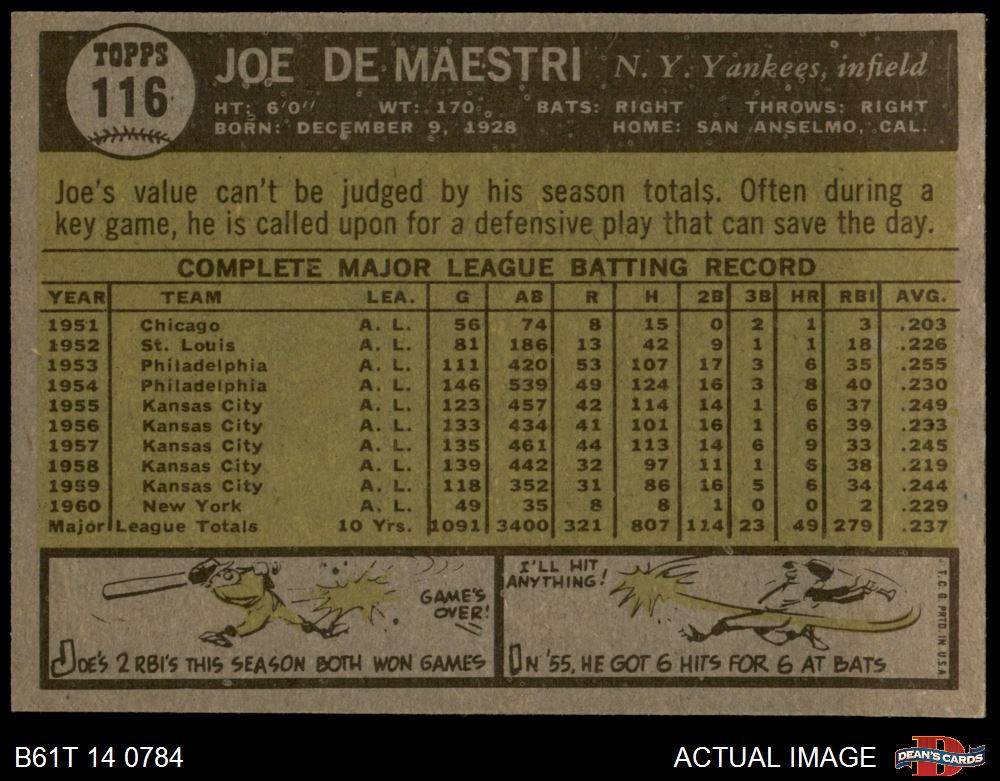 TOPPS
116
JOE DE MAESTRI N. Y. Yankees, infield
HT: 6'0" WT: 170 BATS: RIGHT THROWS: RIGHT
BORN: DECEMBER 9, 1928 HOME: SAN ANSELMO, CAL.
Joe's value can't be judged by his season totals. Often during a
key game, he is called upon for a defensive play that can save the day.
COMPLETE MAJOR LEAGUE BATTING RECORD
YEAR TEAM LEA. G AB R H 2B 3B HR RBI AVG.
1951 Chicago A. L. 56 74 8 15 0 2 1 3 .203
1952 St. Louis A. L. 81 186 13 42 9 1 1 18 .226
1953 Philadelphia A. L. 111 420 53 107 17 3 6 35 .255
1954 Philadelphia A. L. 146 539 49 124 16 3 8 40 .230
1955 Kansas City A. L. 123 457 42 114 14 1 6 37 .249
1956 Kansas City A. L. 133 434 41 101 16 1 6 39 .233
1957 Kansas City A. L. 135 461 44 113 14 6 9 33 .245
1958 Kansas City A. L. 139 442 32 97 11 1 6 38 .219
1959 Kansas City A. L. 118 352 31 86 16 5 6 34 .244
1960 New York A. L. 49 35 8 8 1 0 0 2 .229
Major League Totals 10 Yrs. 1091 3400 321 807 114 23 49 279 .237
GAME'S
OVER!
JOE'S 2 RBI'S THIS SEASON BOTH WON GAMES
I'LL HIT
ANYTHING!
IN '55, HE GOT 6 HITS FOR 6 AT BATS
T.C.G. PRTD. IN U.S.A.
B61T 14 0784
ACTUAL IMAGE
DEAN'S CARDS